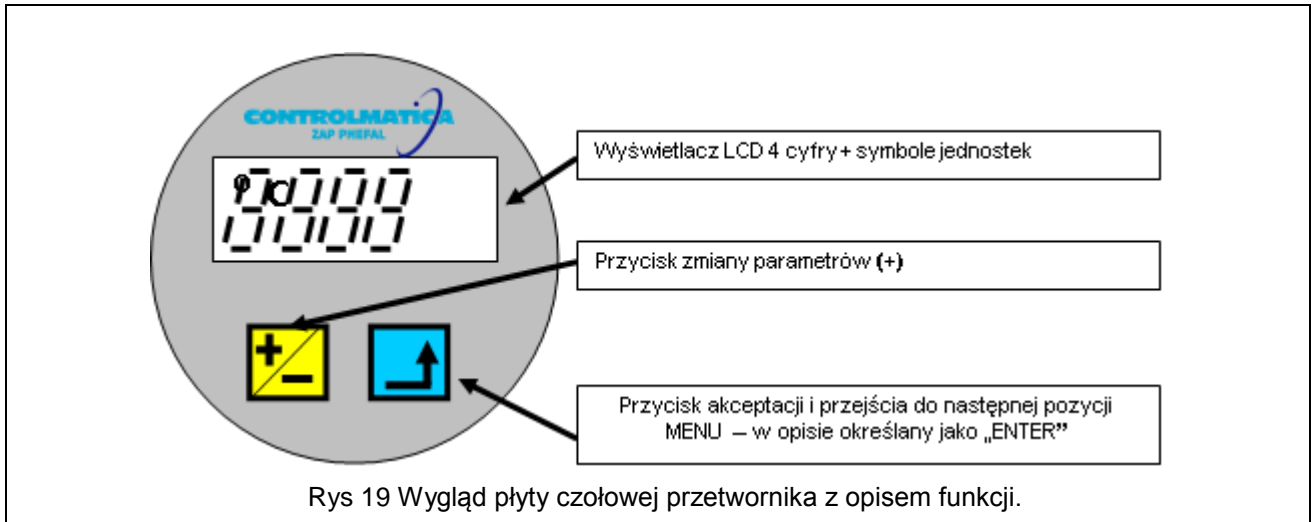 CONTROLMATICA
ZAP PNEFAL
Wyświetlacz LCD 4 cyfry + symbole jednostek
Przycisk zmiany parametrów (+)
+
-
Przycisk akceptacji i przejścia do następnej pozycji
MENU – w opisie określany jako „ENTER”
Rys 19 Wygląd płyty czołowej przetwornika z opisem funkcji.